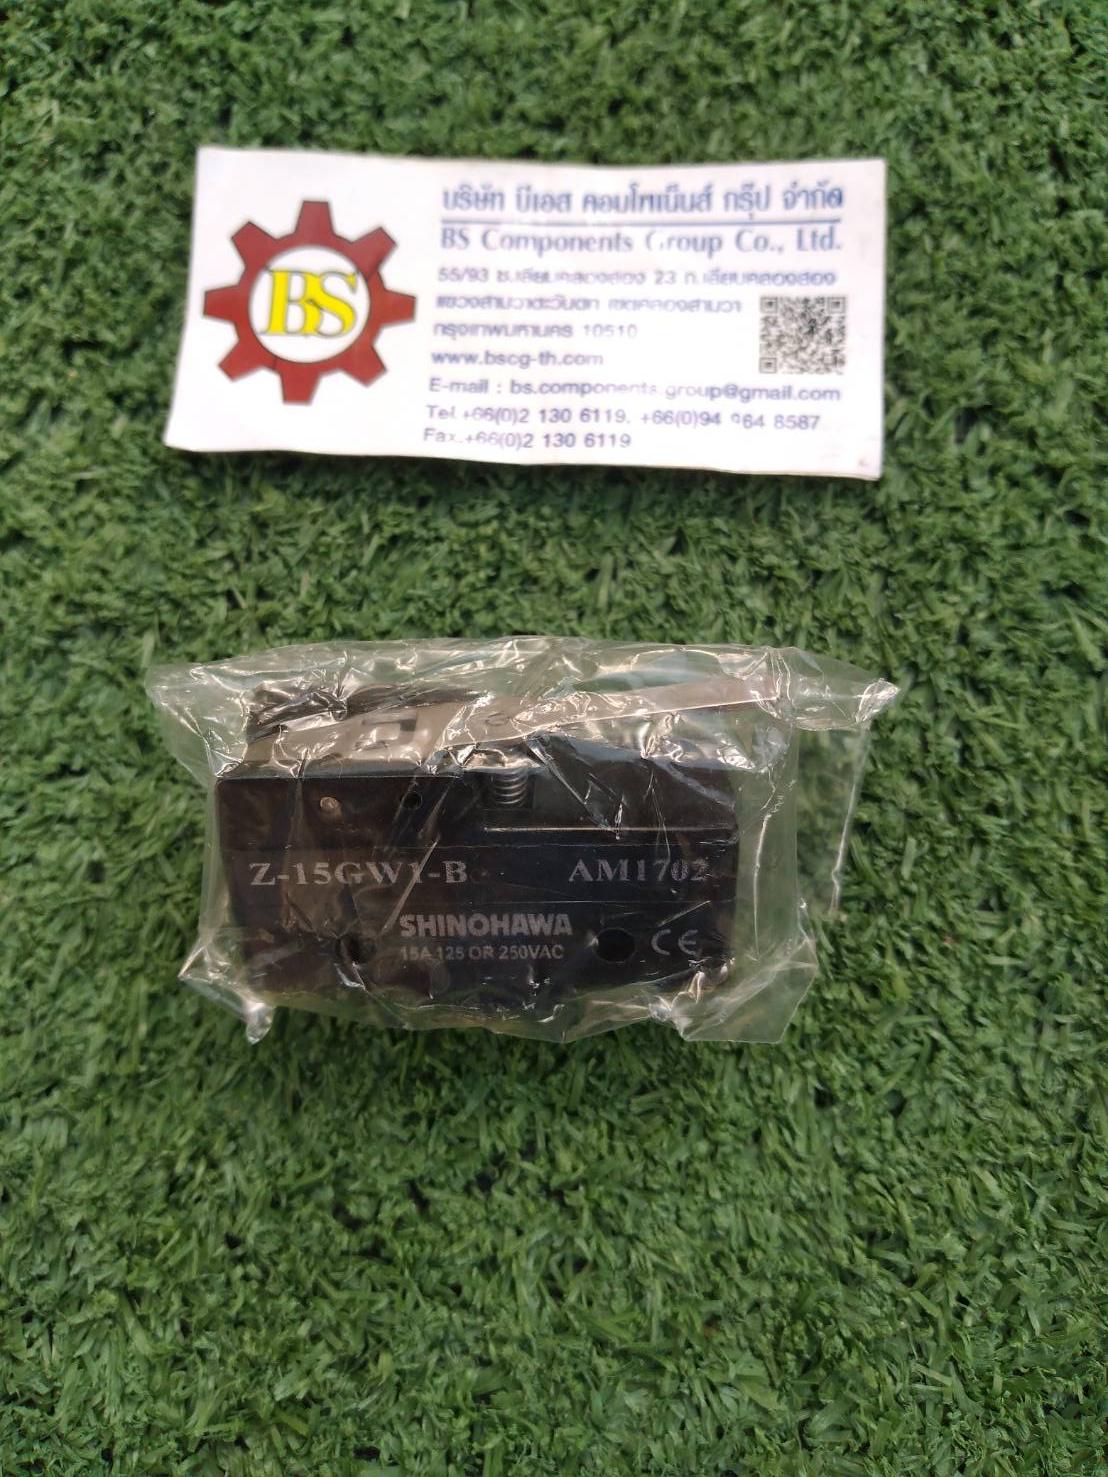 BS
บริษัท บีเอส คอมโพเน็นส์ กรุ๊ป จำกัด
BS Components Group Co., Ltd.
55/93 ซ.เลียบคลองสอง 23 ถ.เลียบคลองสอง
แขวงสามวาตะวันตก เขตคลองสามวา
กรุงเทพมหานคร 10510
www.bscg-th.com
E-mail : bs.components.group@gmail.com
Tel.+66(0)2 130 6119, +66(0)94 964 8587
Fax.+66(0)2 130 6119
Z-15GW1-B AM1702
SHINOHAWA
15A 125 OR 250VAC CE